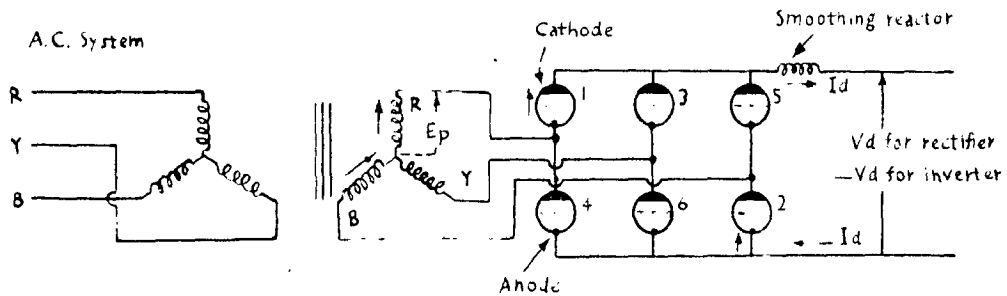 A.C. System
R
Y
B
R
Ep
Y
B
Cathode
1
3
5
4
6
2
Anode
Smoothing reactor
Id
Vd for rectifier
—Vd for inverter
Id